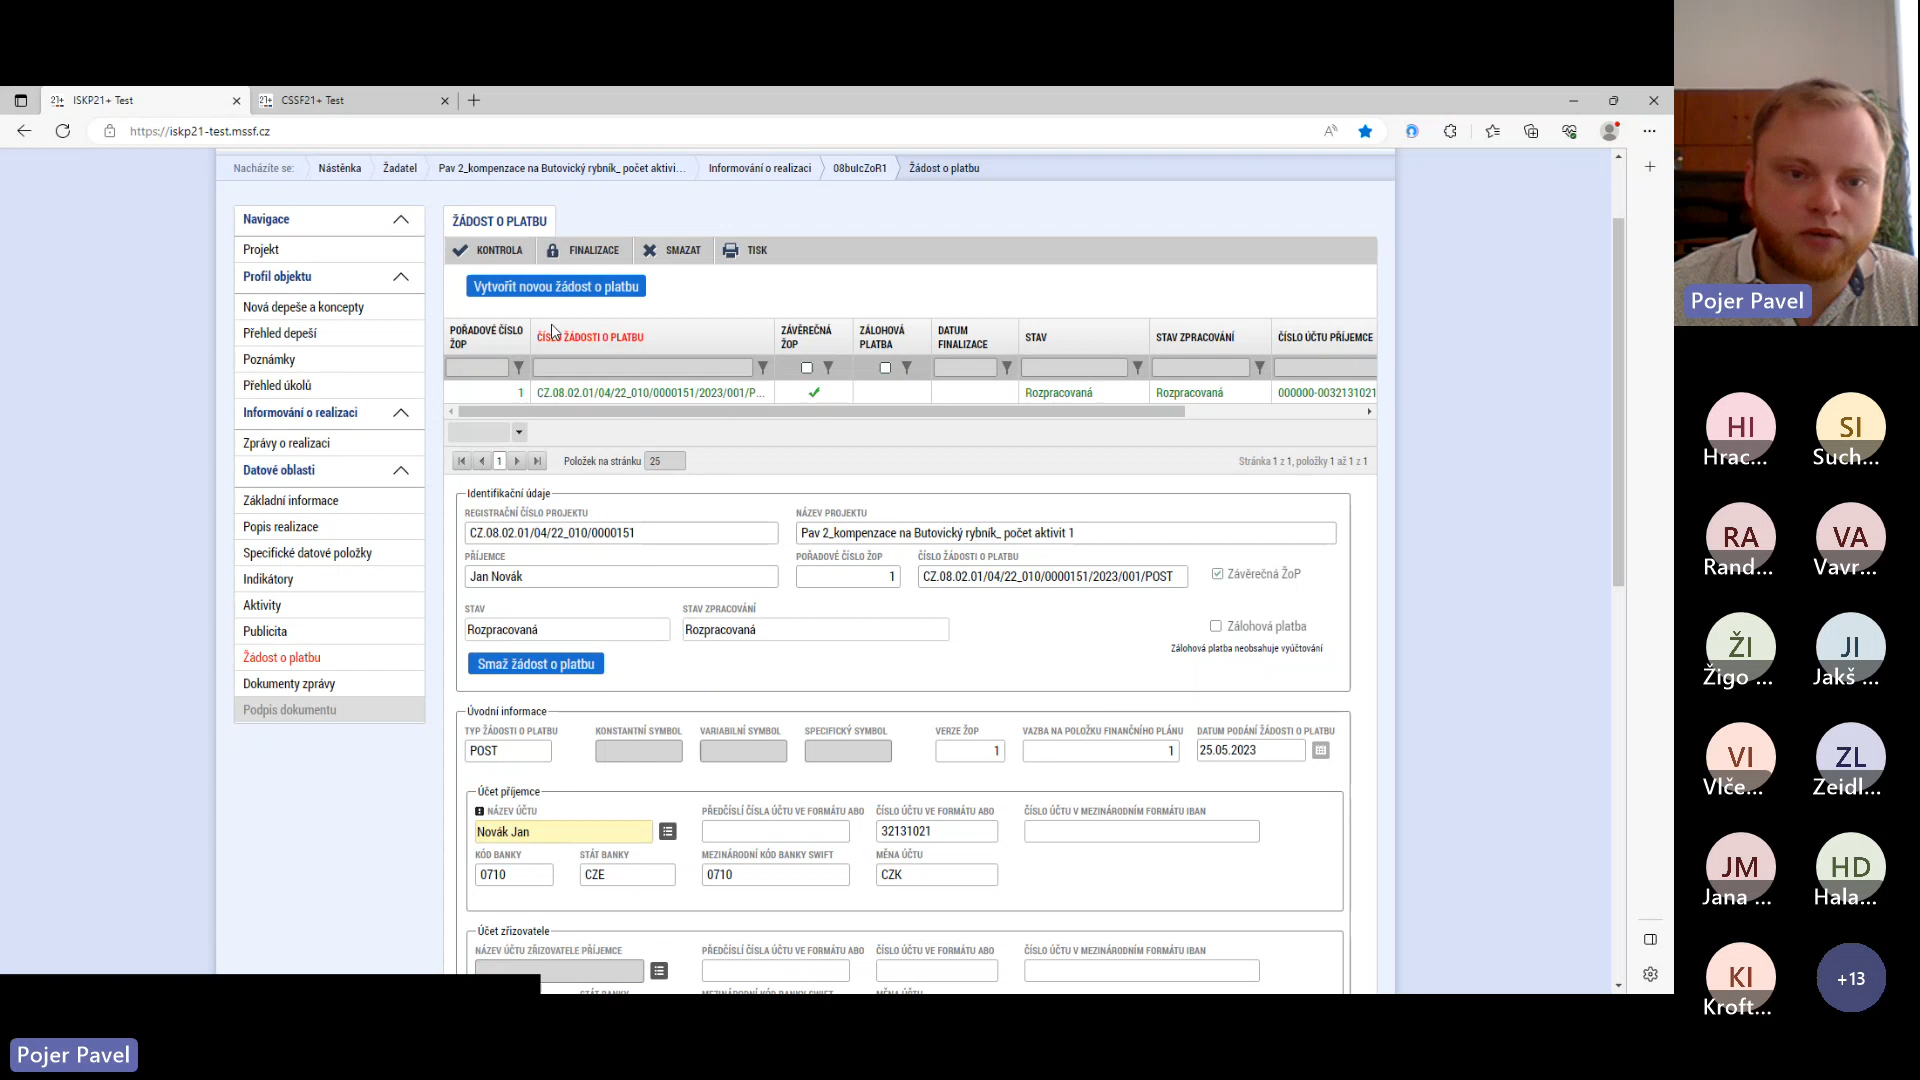 ISKP21+ Test
CSSF21+ Test
https://iskp21-test.mssf.cz
Nacházíte se: Nástěnka Žadatel Pav 2_kompenzace na Butovický rybník_ počet aktivi... Informování o realizaci 08buIcZoR1 Žádost o platbu
Navigace
Projekt
Profil objektu
Nová depeše a koncepty
Přehled depeší
Poznámky
Přehled úkolů
Informování o realizaci
Zprávy o realizaci
Datové oblasti
Základní informace
Popis realizace
Specifické datové položky
Indikátory
Aktivity
Publicita
Žádost o platbu
Dokumenty zprávy
Podpis dokumentu
ŽÁDOST O PLATBU
KONTROLA FINALIZACE SMAZAT TISK
Vytvořit novou žádost o platbu
POŘADOVÉ ČÍSLO ŽOP
ČÍSLO ŽÁDOSTI O PLATBU
ZÁVĚREČNÁ ŽOP
ZÁLOHOVÁ PLATBA
DATUM FINALIZACE
STAV
STAV ZPRACOVÁNÍ
ČÍSLO ÚČTU PŘÍJEMCE
1 CZ.08.02.01/04/22_010/0000151/2023/001/P... Rozpracovaná Rozpracovaná 000000-0032131021
1 Položek na stránku 25 Stránka 1 z 1, položky 1 až 1 z 1
Identifikační údaje
REGISTRAČNÍ ČÍSLO PROJEKTU NÁZEV PROJEKTU
CZ.08.02.01/04/22_010/0000151 Pav 2_kompenzace na Butovický rybník_ počet aktivit 1
PŘÍJEMCE POŘADOVÉ ČÍSLO ŽOP ČÍSLO ŽÁDOSTI O PLATBU
Jan Novák 1 CZ.08.02.01/04/22_010/0000151/2023/001/POST Závěrečná ŽoP
STAV STAV ZPRACOVÁNÍ
Rozpracovaná Rozpracovaná Zálohová platba
Zálohová platba neobsahuje vyúčtování
Smaž žádost o platbu
Úvodní informace
TYP ŽÁDOSTI O PLATBU KONSTANTNÍ SYMBOL VARIABILNÍ SYMBOL SPECIFICKÝ SYMBOL VERZE ŽOP VAZBA NA POLOŽKU FINANČNÍHO PLÁNU DATUM PODÁNÍ ŽÁDOSTI O PLATBU
POST 1 1 25.05.2023
Účet příjemce
NÁZEV ÚČTU PŘEDČÍSLÍ ČÍSLA ÚČTU VE FORMÁTU ABO ČÍSLO ÚČTU VE FORMÁTU ABO ČÍSLO ÚČTU V MEZINÁRODNÍM FORMÁTU IBAN
Novák Jan 32131021
KÓD BANKY STÁT BANKY MEZINÁRODNÍ KÓD BANKY SWIFT MĚNA ÚČTU
0710 CZE 0710 CZK
Účet zřizovatele
NÁZEV ÚČTU ZŘIZOVATELE PŘÍJEMCE PŘEDČÍSLÍ ČÍSLA ÚČTU VE FORMÁTU ABO ČÍSLO ÚČTU VE FORMÁTU ABO ČÍSLO ÚČTU V MEZINÁRODNÍM FORMÁTU IBAN
STÁT BANKY MEZINÁRODNÍ KÓD BANKY SWIFT MĚNA ÚČTU
Pojer Pavel
HI SI
Hrac... Such...
RA VA
Rand... Vavr...
ŽI JI
Žigo ... Jakš ...
VI ZL
Vlče... Zeidl...
JM HD
Jana ... Hala...
KI +13
Kroft...
Pojer Pavel